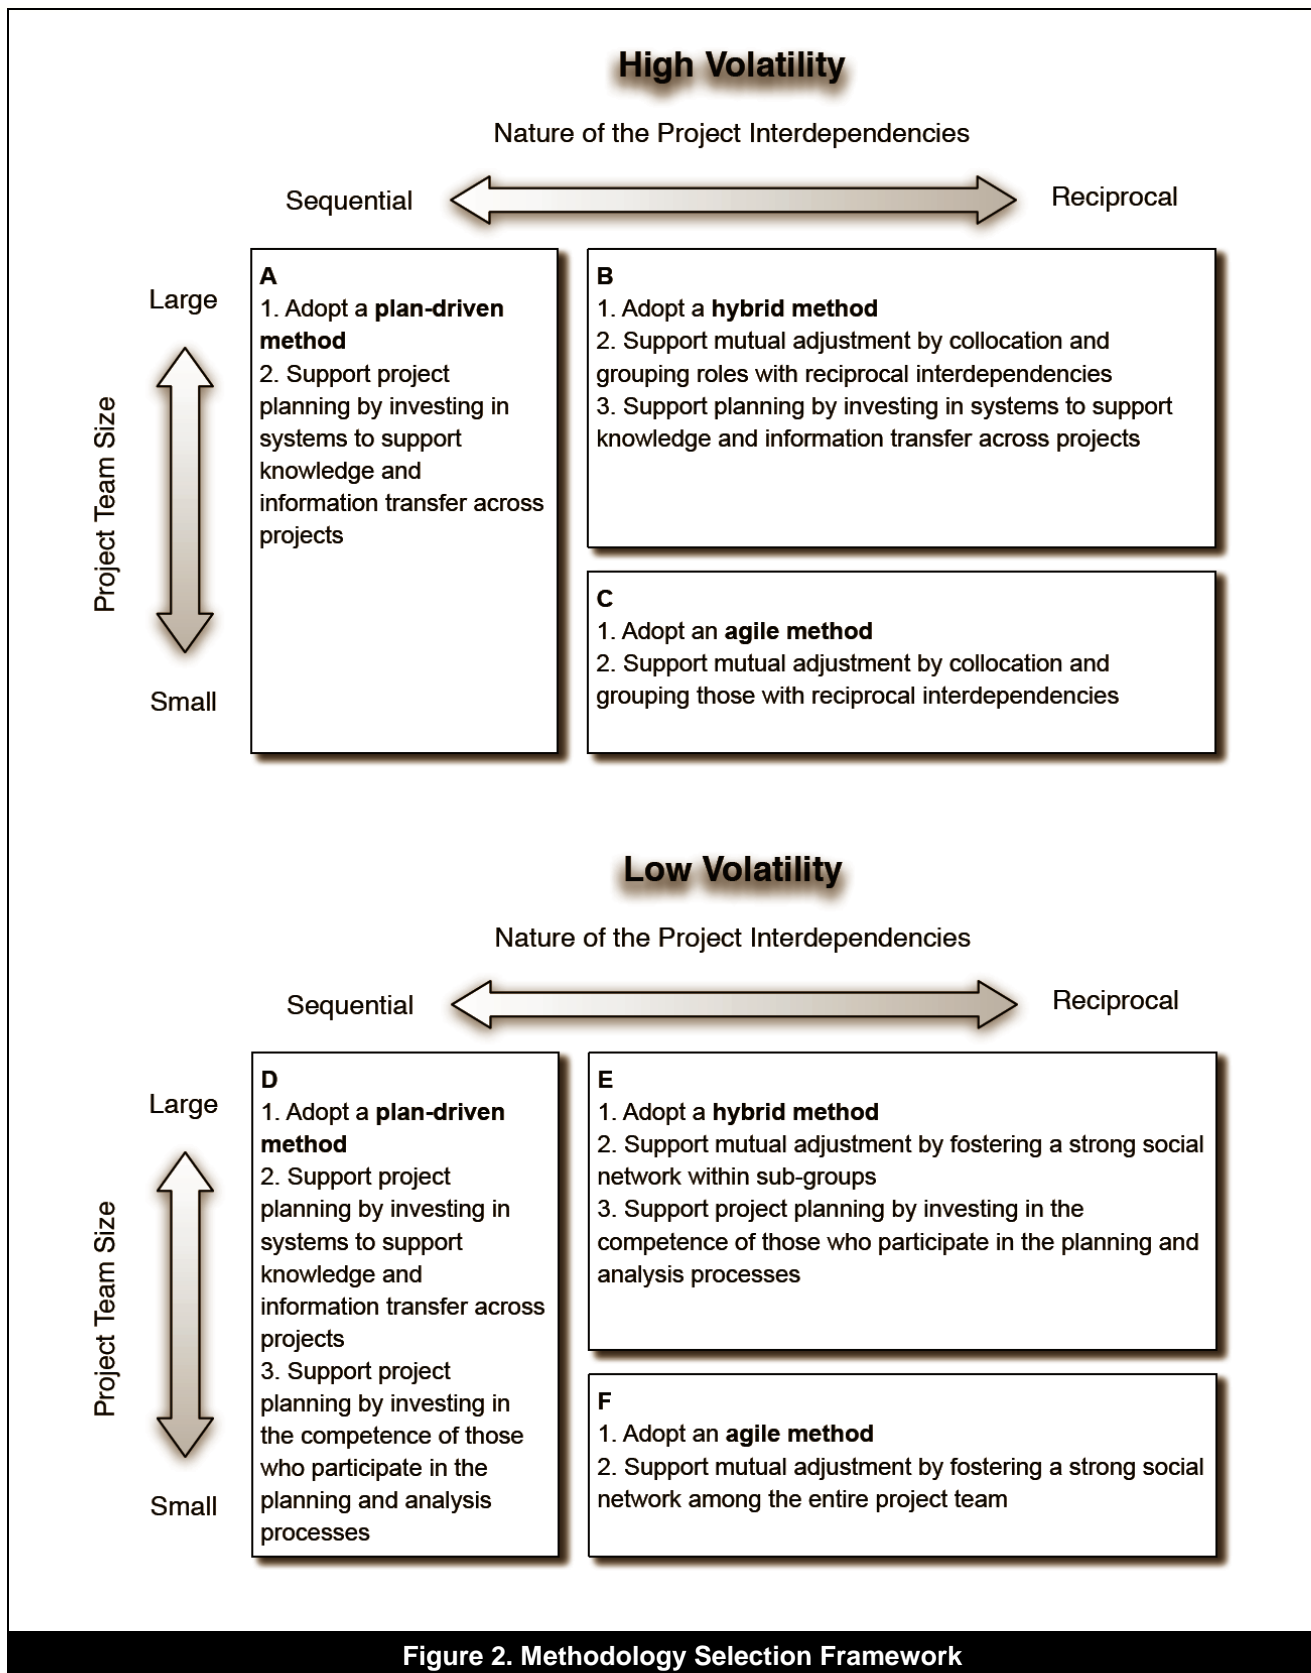 High Volatility
Nature of the Project Interdependencies
Sequential
Reciprocal
Project Team Size
Large
Small
A
1. Adopt a plan-driven
method
2. Support project
planning by investing in
systems to support
knowledge and
information transfer across
projects
B
1. Adopt a hybrid method
2. Support mutual adjustment by collocation and
grouping roles with reciprocal interdependencies
3. Support planning by investing in systems to support
knowledge and information transfer across projects
C
1. Adopt an agile method
2. Support mutual adjustment by collocation and
grouping those with reciprocal interdependencies
Low Volatility
Nature of the Project Interdependencies
Sequential
Reciprocal
Project Team Size
Large
Small
D
1. Adopt a plan-driven
method
2. Support project
planning by investing in
systems to support
knowledge and
information transfer across
projects
3. Support project
planning by investing in
the competence of those
who participate in the
planning and analysis
processes
E
1. Adopt a hybrid method
2. Support mutual adjustment by fostering a strong social
network within sub-groups
3. Support project planning by investing in the
competence of those who participate in the planning and
analysis processes
F
1. Adopt an agile method
2. Support mutual adjustment by fostering a strong social
network among the entire project team
Figure 2. Methodology Selection Framework